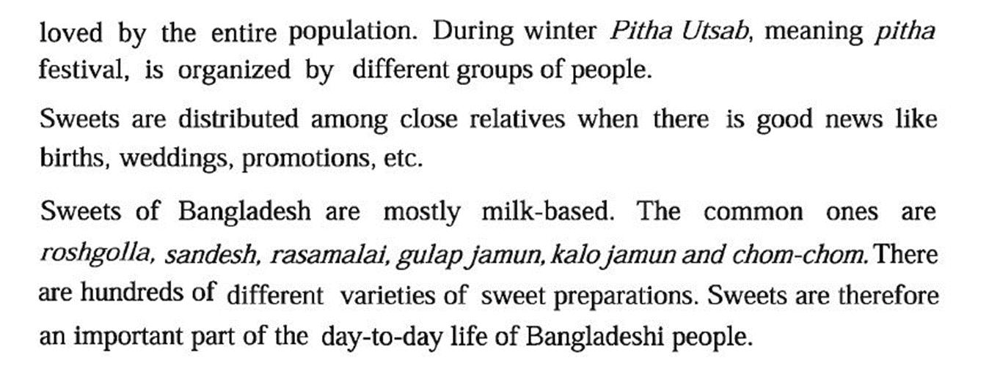 loved by the entire population. During winter Pitha Utsab, meaning pitha
festival, is organized by different groups of people.
Sweets are distributed among close relatives when there is good news like
births, weddings, promotions, etc.
Sweets of Bangladesh are mostly milk-based. The common ones are
roshgolla, sandesh, rasamalai, gulap jamun, kalo jamun and chom-chom. There
are hundreds of different varieties of sweet preparations. Sweets are therefore
an important part of the day-to-day life of Bangladeshi people.